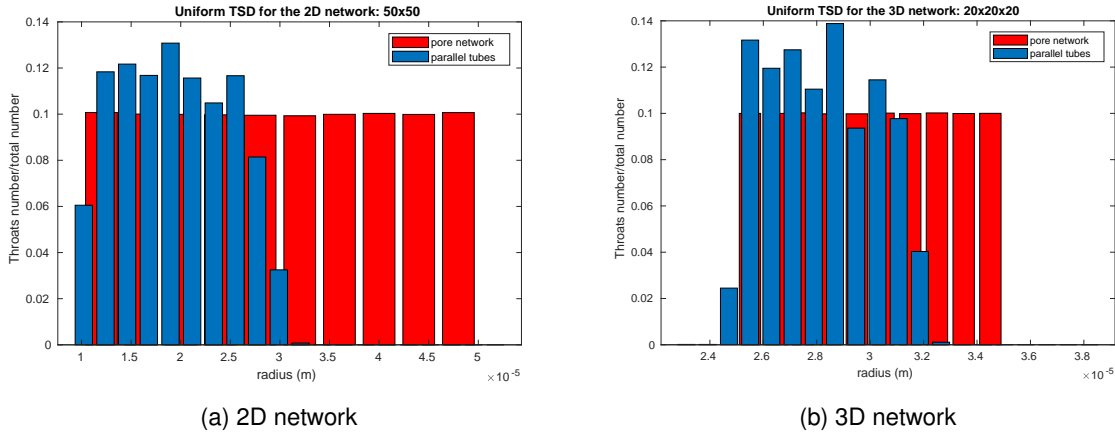 Uniform TSD for the 2D network: 50x50
0.14
0.12
0.1
0.08
0.06
0.04
0.02
0
Throats number/total number
pore network
parallel tubes
1 1.5 2 2.5 3 3.5 4 4.5 5
radius (m)
×10⁻⁵
(a) 2D network
Uniform TSD for the 3D network: 20x20x20
0.14
0.12
0.1
0.08
0.06
0.04
0.02
0
Throats number/total number
pore network
parallel tubes
2.4 2.6 2.8 3 3.2 3.4 3.6 3.8
radius (m)
×10⁻⁵
(b) 3D network